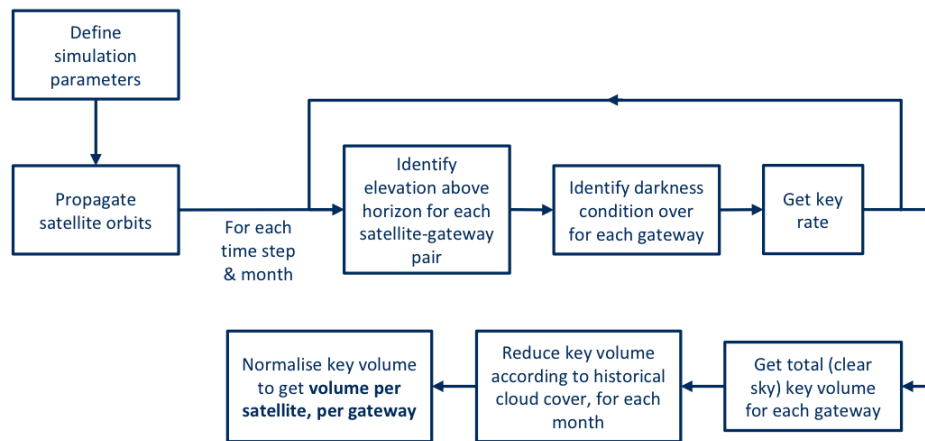 Define
simulation
parameters
Propagate
satellite orbits
For each
time step
& month
Identify
elevation above
horizon for each
satellite-gateway
pair
Identify darkness
condition over
for each gateway
Get key
rate
Normalise key volume
to get volume per
satellite, per gateway
Reduce key volume
according to historical
cloud cover, for each
month
Get total (clear
sky) key volume
for each gateway